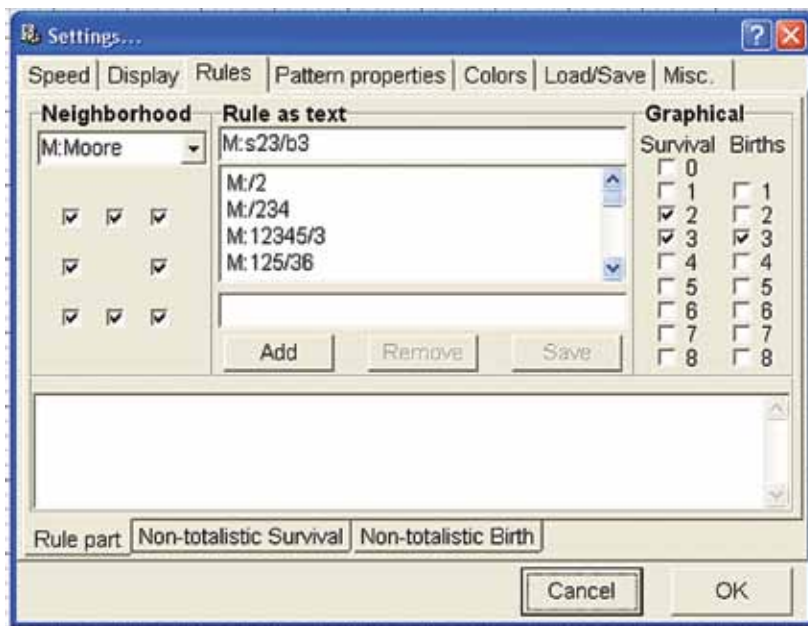 Settings...
Speed Display Rules Pattern properties Colors Load/Save Misc.
Neighborhood
M:Moore
Rule as text
M:s23/b3
M:/2
M:/234
M:12345/3
M:125/36
Add Remove Save
Graphical
Survival Births
0
1 1
2 2
3 3
4 4
5 5
6 6
7 7
8 8
Rule part Non-totalistic Survival Non-totalistic Birth
Cancel OK